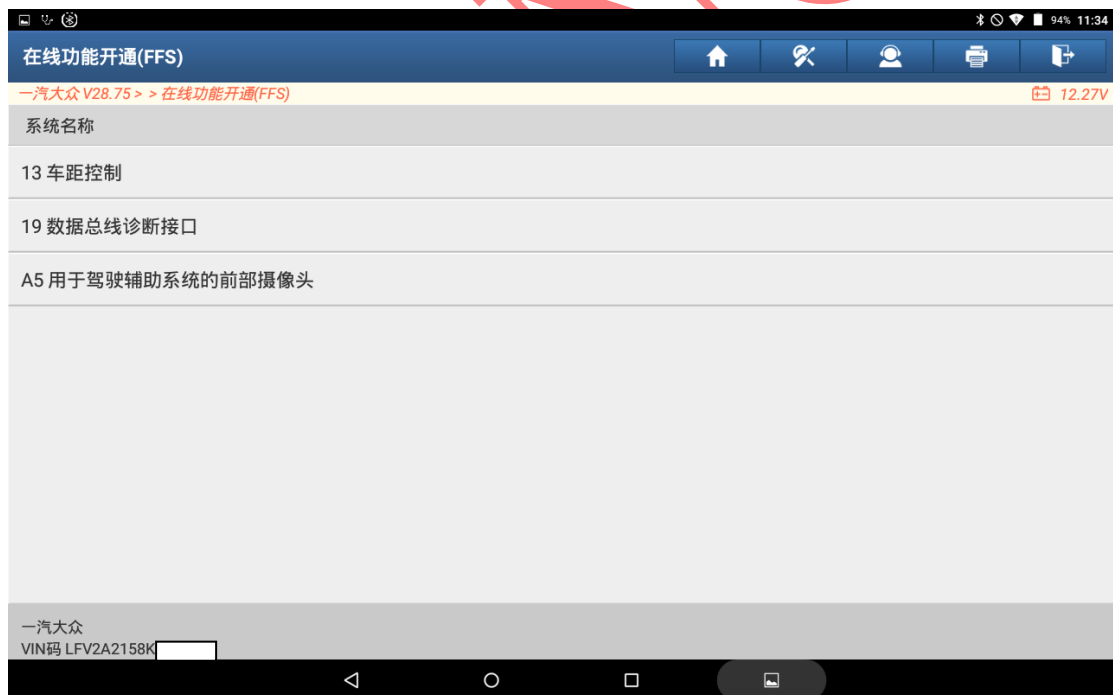 94% 11:34
在线功能开通(FFS)
一汽大众 V28.75 > > 在线功能开通(FFS)
12.27V
系统名称
13 车距控制
19 数据总线诊断接口
A5 用于驾驶辅助系统的前部摄像头
一汽大众
VIN码 LFV2A2158K